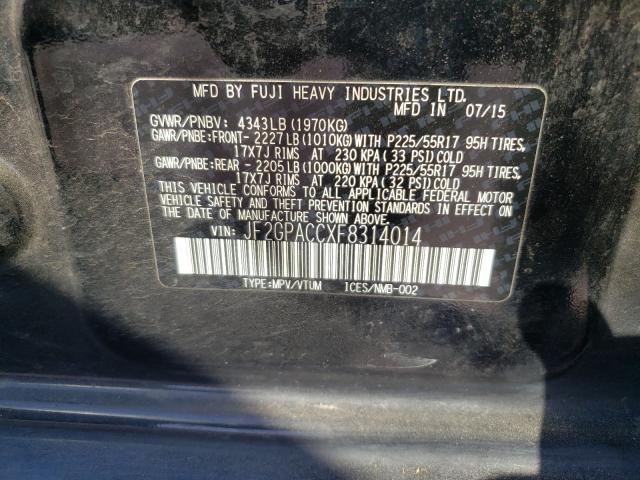 MFD BY FUJI HEAVY INDUSTRIES LTD.
MFD IN 07/15
GVWR/PNBV: 4343LB(1970KG)
GAWR/PNBE:FRONT-2227LB(1010KG)WITH P225/55R17 95H TIRES,
17X7J RIMS AT 230 KPA(33 PSI)COLD
GAWR/PNBE:REAR -2205LB(1000KG)WITH P225/55R17 95H TIRES,
17X7J RIMS AT 220 KPA(32 PSI)COLD
THIS VEHICLE CONFORMS TO ALL APPLICABLE FEDERAL MOTOR
VEHICLE SAFETY AND THEFT PREVENTION STANDARDS IN EFFECT
ON THE DATE OF MANUFACTURE SHOWN ABOVE.
VIN: JF2GPACCXF8314014
TYPE:MPV/VTUM ICES/NMB-002